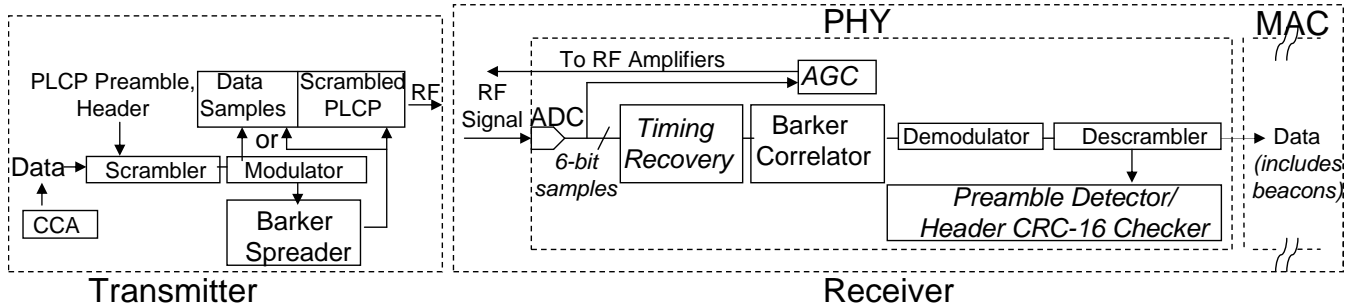 PHY
MAC
To RF Amplifiers
AGC
PLCP Preamble,
Header
Data
Samples
Scrambled
PLCP
RF
or
Data
Scrambler
Modulator
CCA
Barker
Spreader
Transmitter
RF
Signal
ADC
6-bit
samples
Timing
Recovery
Barker
Correlator
Demodulator
Descrambler
Data
(includes
beacons)
Preamble Detector/
Header CRC-16 Checker
Receiver